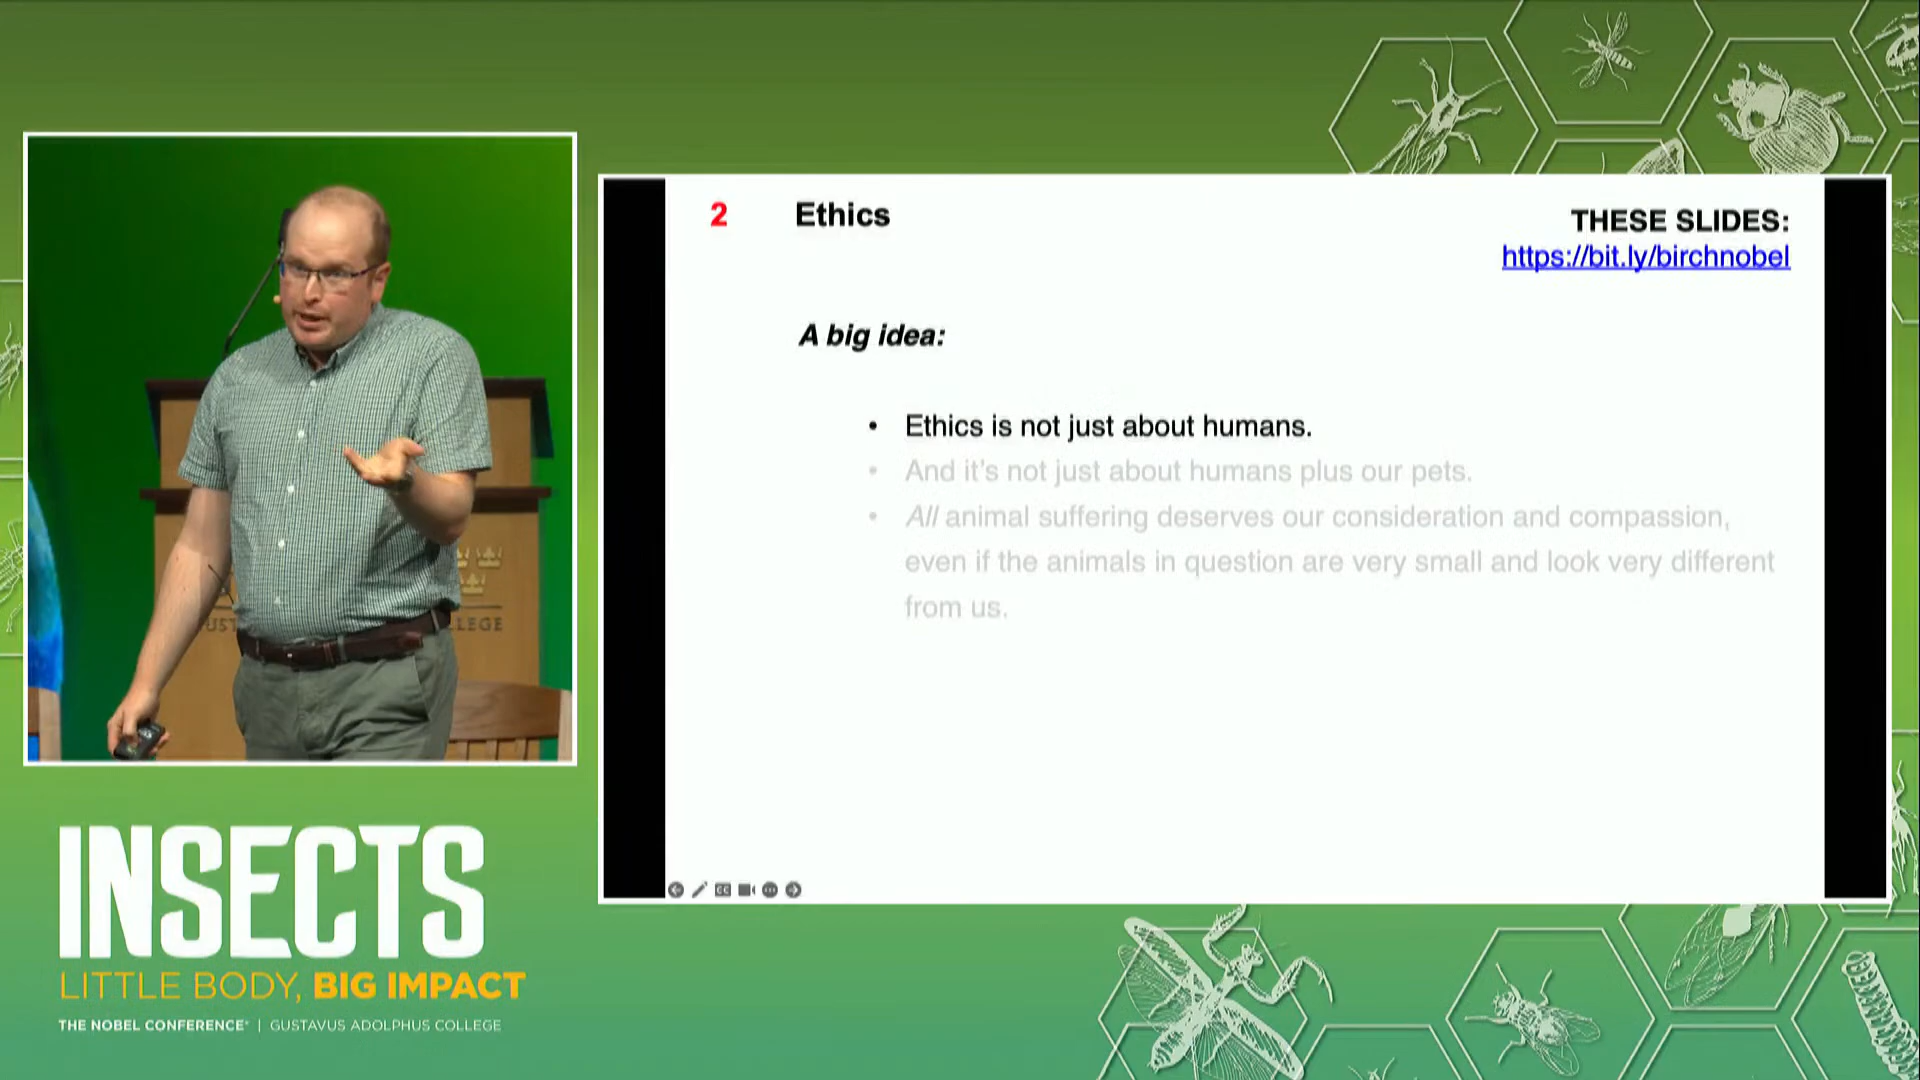 2 Ethics
THESE SLIDES:
https://bit.ly/birchnobel
A big idea:
• Ethics is not just about humans.
• And it's not just about humans plus our pets.
• All animal suffering deserves our consideration and compassion,
even if the animals in question are very small and look very different
from us.
LEGE
INSECTS
LITTLE BODY, BIG IMPACT
THE NOBEL CONFERENCE® | GUSTAVUS ADOLPHUS COLLEGE